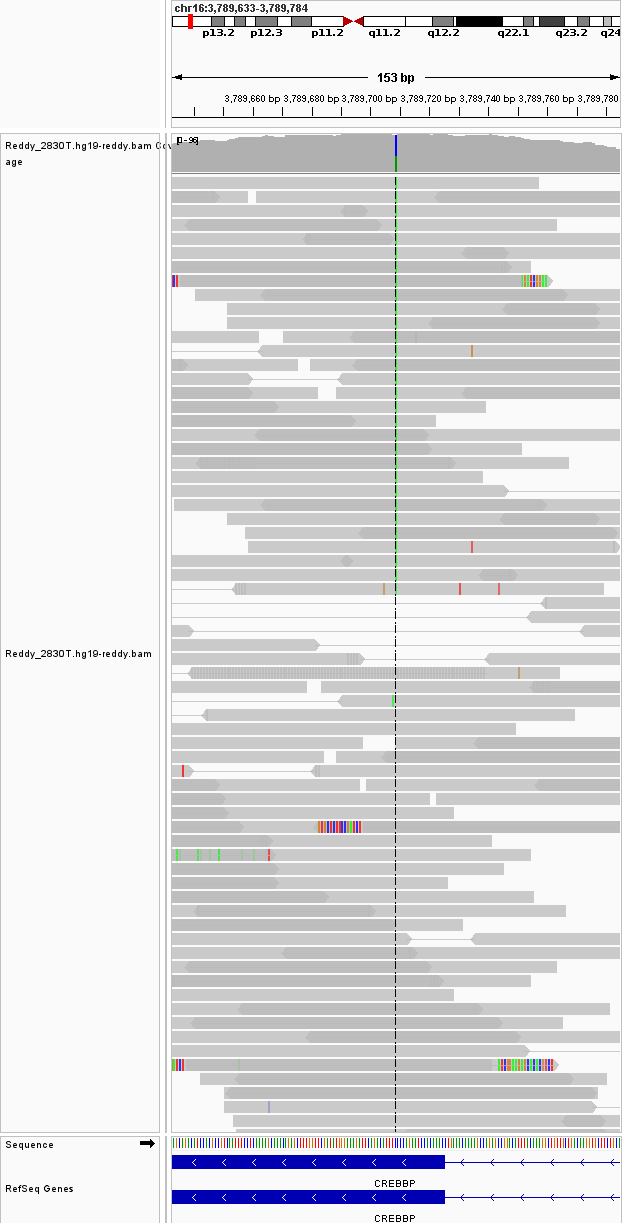 chr16:3,789,633-3,789,784
p13.2 p12.3 p11.2 q11.2 q12.2 q22.1 q23.2 q24
153 bp
3,789,660 bp 3,789,680 bp 3,789,700 bp 3,789,720 bp 3,789,740 bp 3,789,760 bp 3,789,780
Reddy_2830T.hg19-reddy.bam Cov
age
Reddy_2830T.hg19-reddy.bam
Sequence
RefSeq Genes
CREBBP
CREBBP